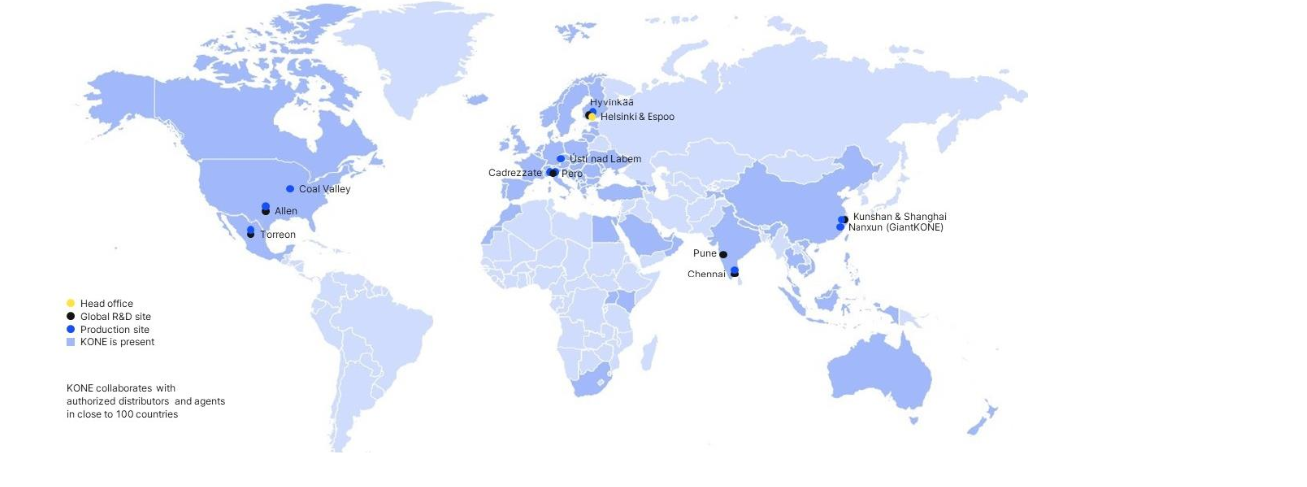 Hyvinkää
Helsinki & Espoo
Ústí nad Labem
Cadrezzate
Pero
Coal Valley
Allen
Torreon
Kunshan & Shanghai
Nanxun (GiantKONE)
Pune
Chennai
Head office
Global R&D site
Production site
KONE is present
KONE collaborates with
authorized distributors and agents
in close to 100 countries